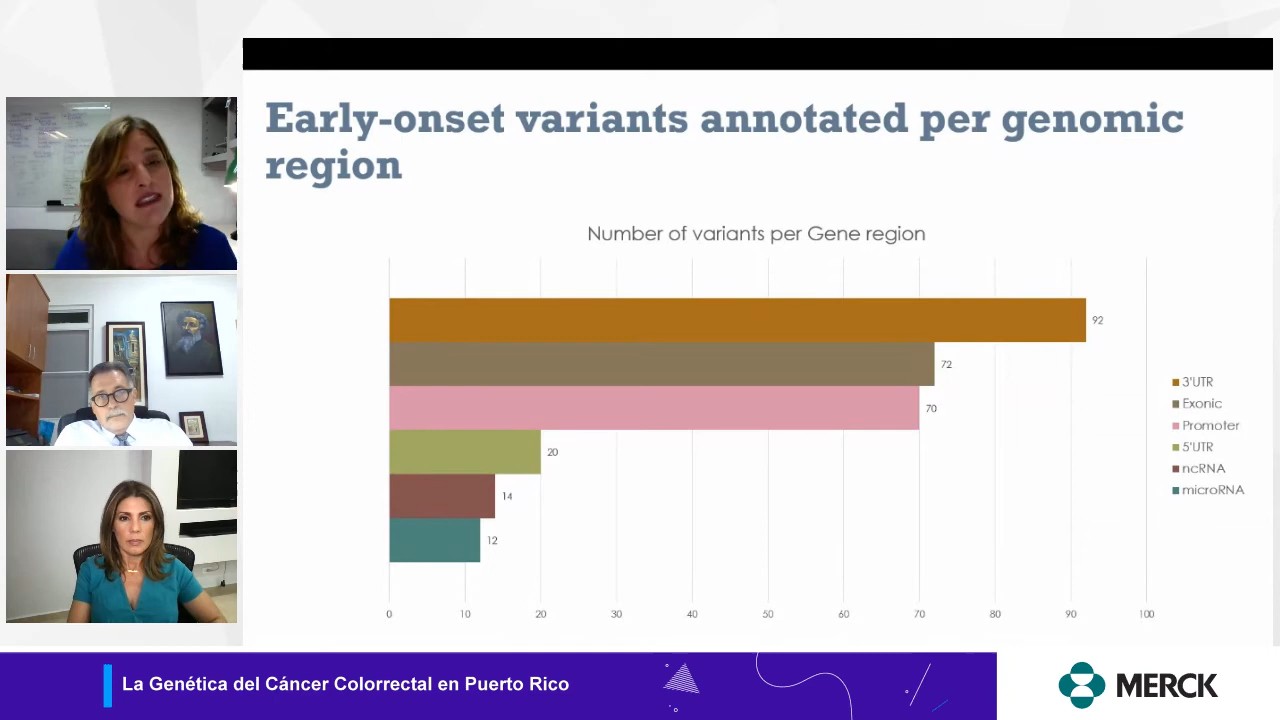 Early-onset variants annotated per genomic
region
Number of variants per Gene region
92
72
70
20
14
12
3'UTR
Exonic
Promoter
5'UTR
ncRNA
microRNA
0 10 20 30 40 50 60 70 80 90 100
La Genética del Cáncer Colorrectal en Puerto Rico
MERCK